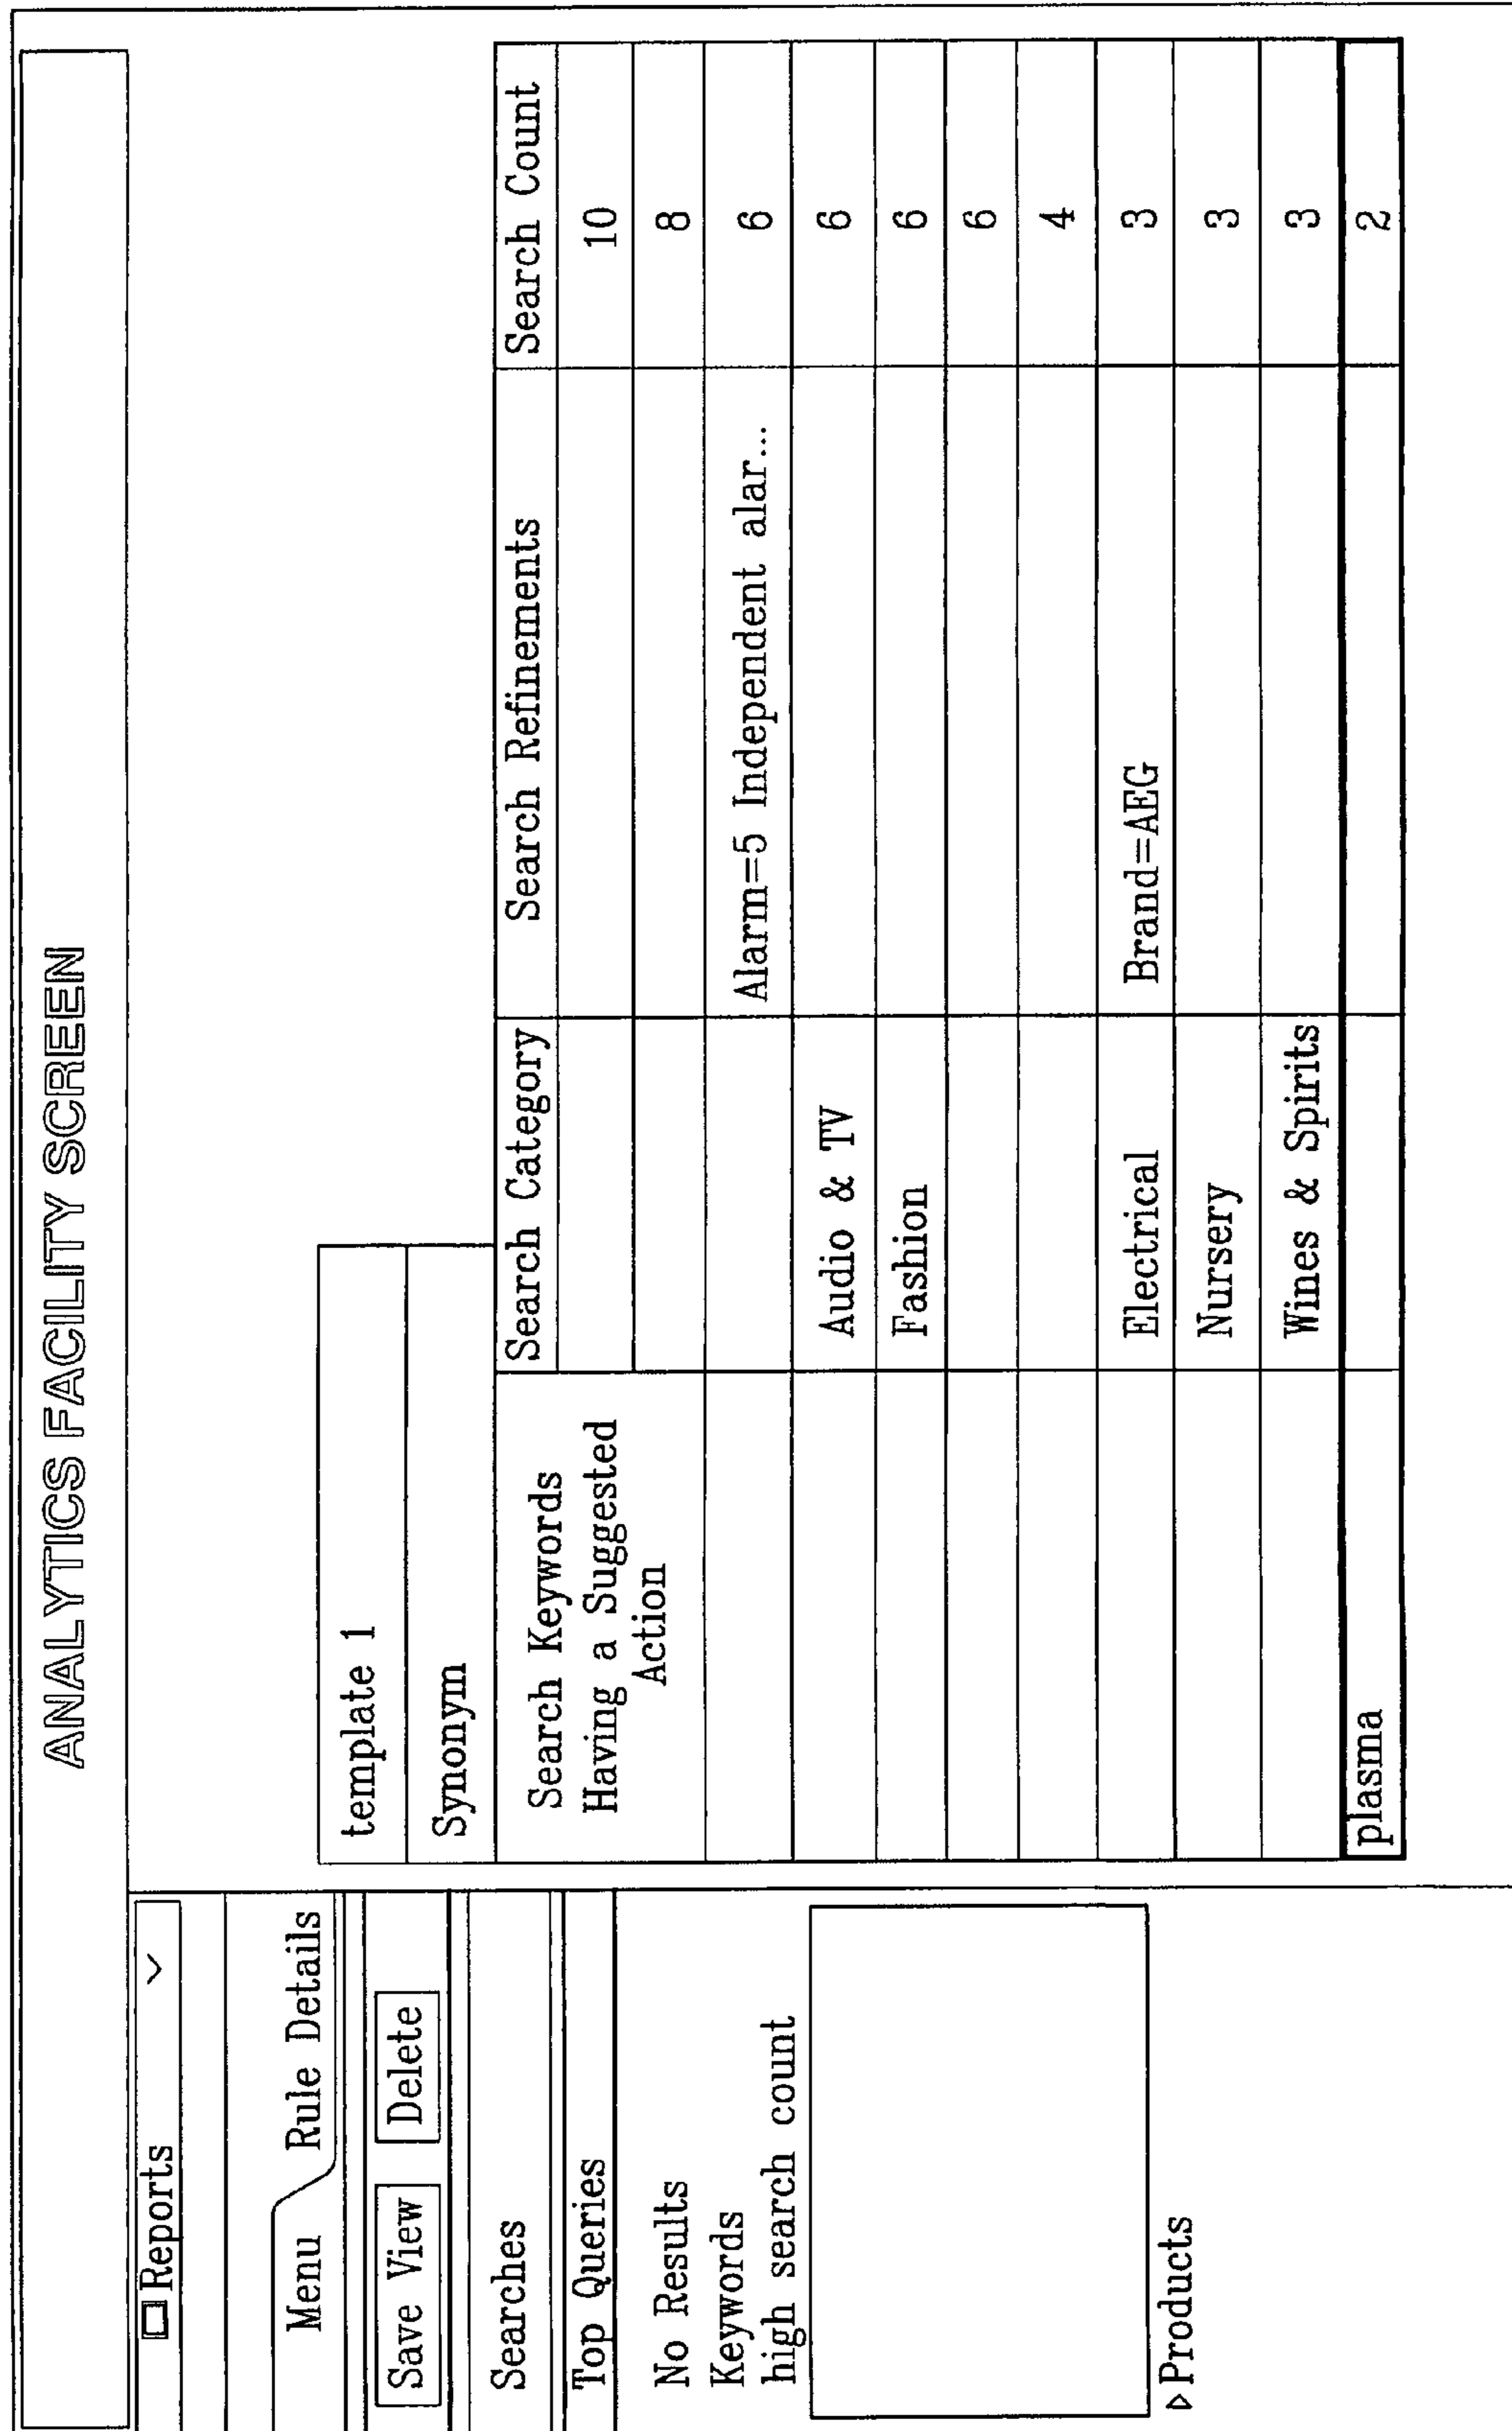 ANALYTICS FACILITY SCREEN
Reports
Menu Rule Details
Save View Delete
Searches
Top Queries
No Results
Keywords
high search count
Products
template 1
Synonym
Search Keywords
Having a Suggested
Action
Search Category Search Refinements Search Count
10
8
Alarm=5 Independent alar... 6
Audio & TV 6
Fashion 6
6
4
Electrical Brand=AEG 3
Nursery 3
Wines & Spirits 3
plasma 2